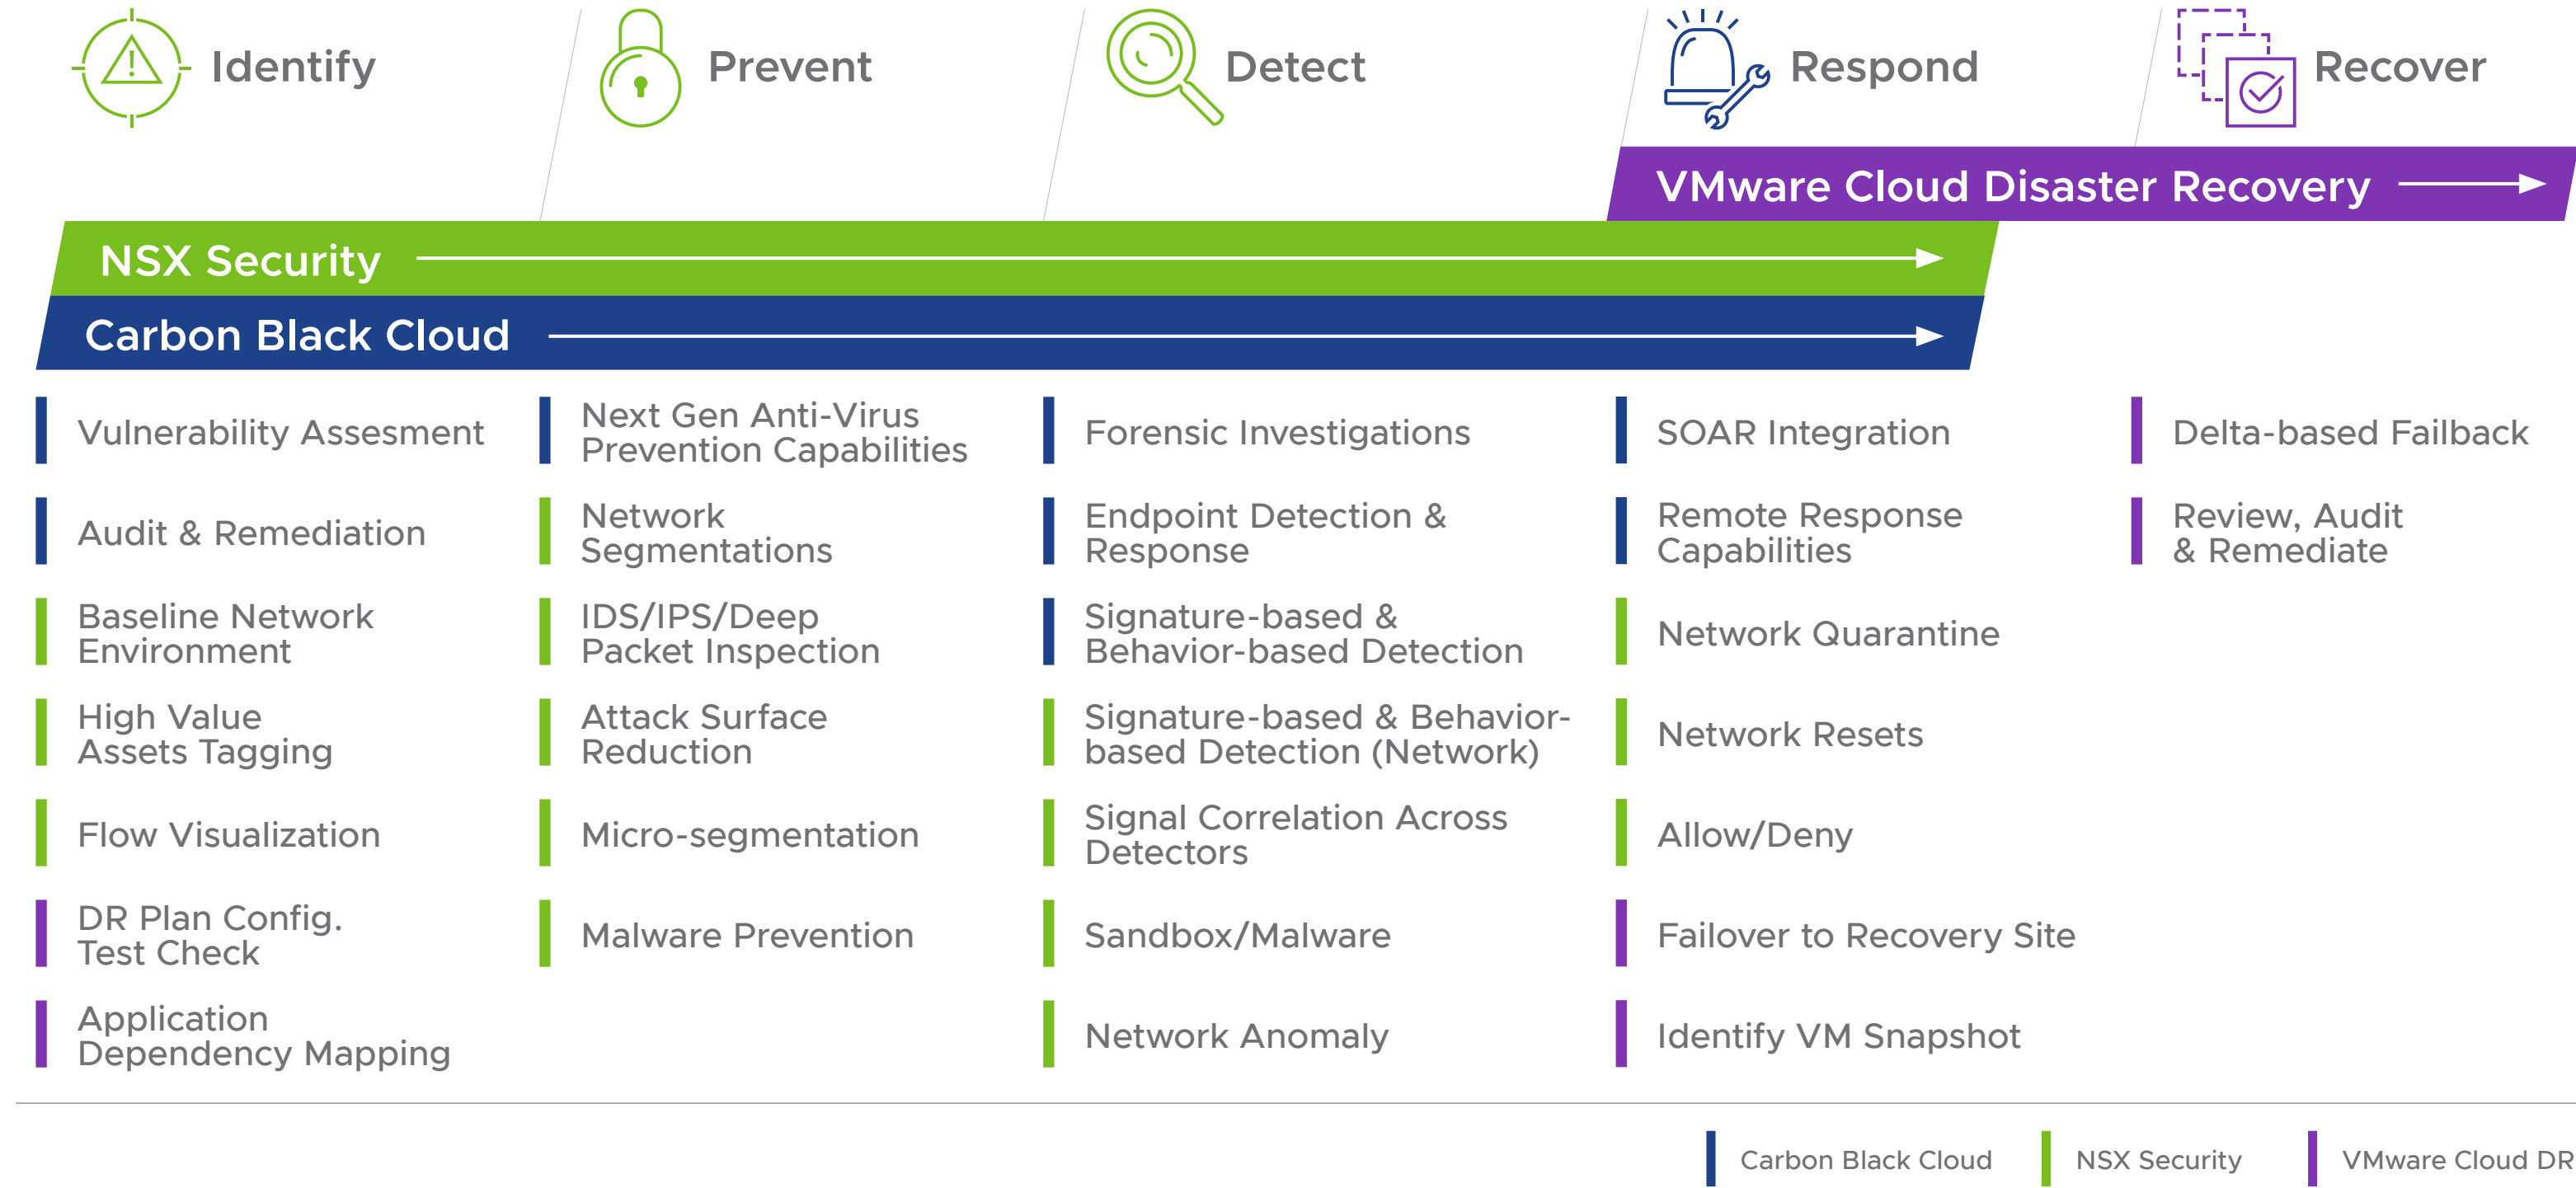 Identify
Prevent
Detect
Respond
Recover
VMware Cloud Disaster Recovery
NSX Security
Carbon Black Cloud
Vulnerability Assesment
Audit & Remediation
Baseline Network
Environment
High Value
Assets Tagging
Flow Visualization
DR Plan Config.
Test Check
Application
Dependency Mapping
Next Gen Anti-Virus
Prevention Capabilities
Network
Segmentations
IDS/IPS/Deep
Packet Inspection
Attack Surface
Reduction
Micro-segmentation
Malware Prevention
Forensic Investigations
Endpoint Detection &
Response
Signature-based &
Behavior-based Detection
Signature-based & Behavior-
based Detection (Network)
Signal Correlation Across
Detectors
Sandbox/Malware
Network Anomaly
SOAR Integration
Remote Response
Capabilities
Network Quarantine
Network Resets
Allow/Deny
Failover to Recovery Site
Identify VM Snapshot
Delta-based Failback
Review, Audit
& Remediate
Carbon Black Cloud
NSX Security
VMware Cloud DR